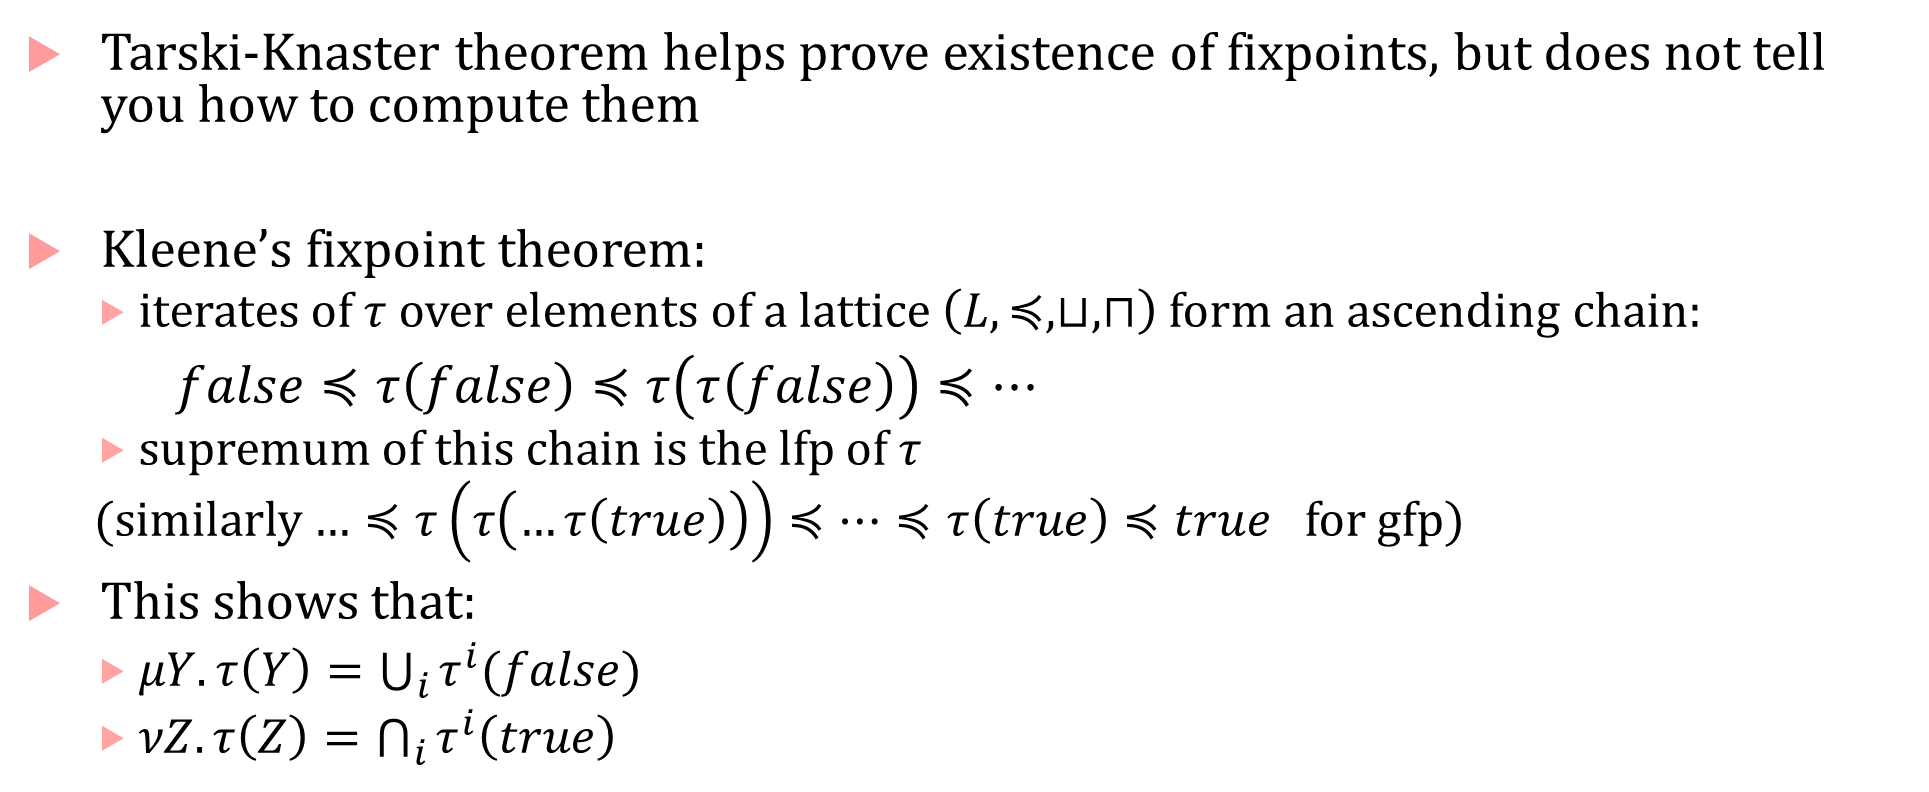 ▶ Tarski-Knaster theorem helps prove existence of fixpoints, but does not tell
you how to compute them
▶ Kleene’s fixpoint theorem:
▶ iterates of τ over elements of a lattice (L, ≼,⊔,⊓) form an ascending chain:
false ≼ τ(false) ≼ τ(τ(false)) ≼ ⋯
▶ supremum of this chain is the lfp of τ
(similarly … ≼ τ(τ(… τ(true))) ≼ ⋯ ≼ τ(true) ≼ true for gfp)
▶ This shows that:
▶ μY. τ(Y) = ⋃ᵢ τⁱ(false)
▶ νZ. τ(Z) = ⋂ᵢ τⁱ(true)